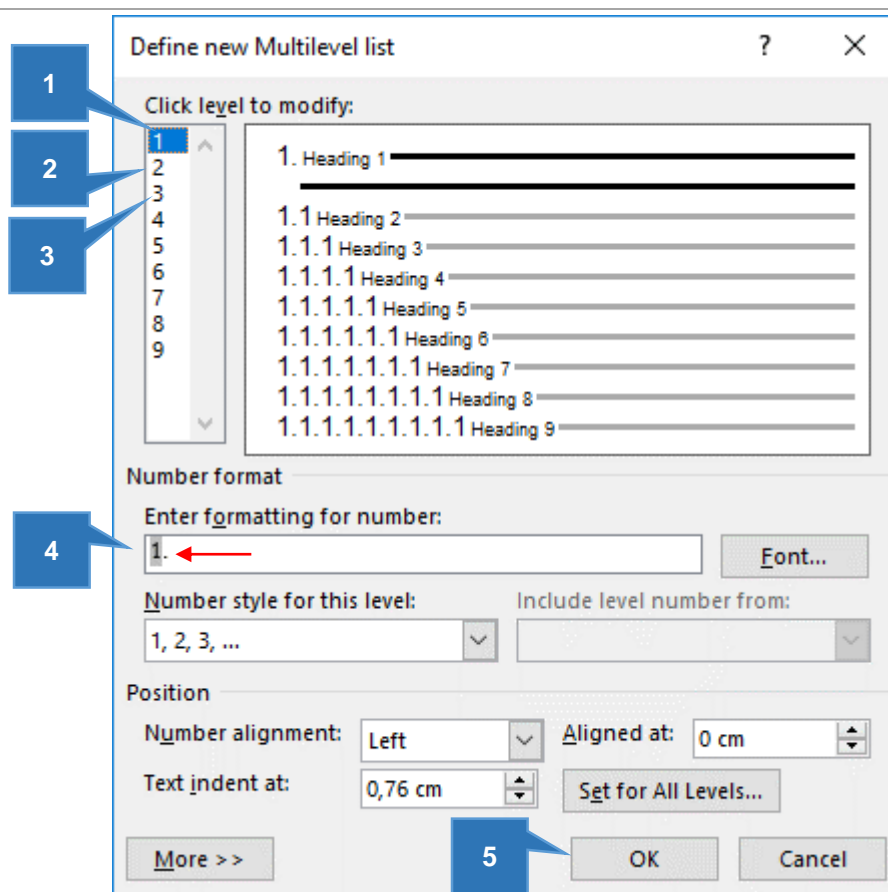 Define new Multilevel list ? ×
1
Click level to modify:
1
2
3
4
5
6
7
8
9
2
3
1. Heading 1
1.1 Heading 2
1.1.1 Heading 3
1.1.1.1 Heading 4
1.1.1.1.1 Heading 5
1.1.1.1.1.1 Heading 6
1.1.1.1.1.1.1 Heading 7
1.1.1.1.1.1.1.1 Heading 8
1.1.1.1.1.1.1.1.1 Heading 9
Number format
Enter formatting for number:
4
1.
Font...
Number style for this level: Include level number from:
1, 2, 3, ...
Position
Number alignment: Left Aligned at: 0 cm
Text indent at: 0,76 cm Set for All Levels...
More >> 5 OK Cancel